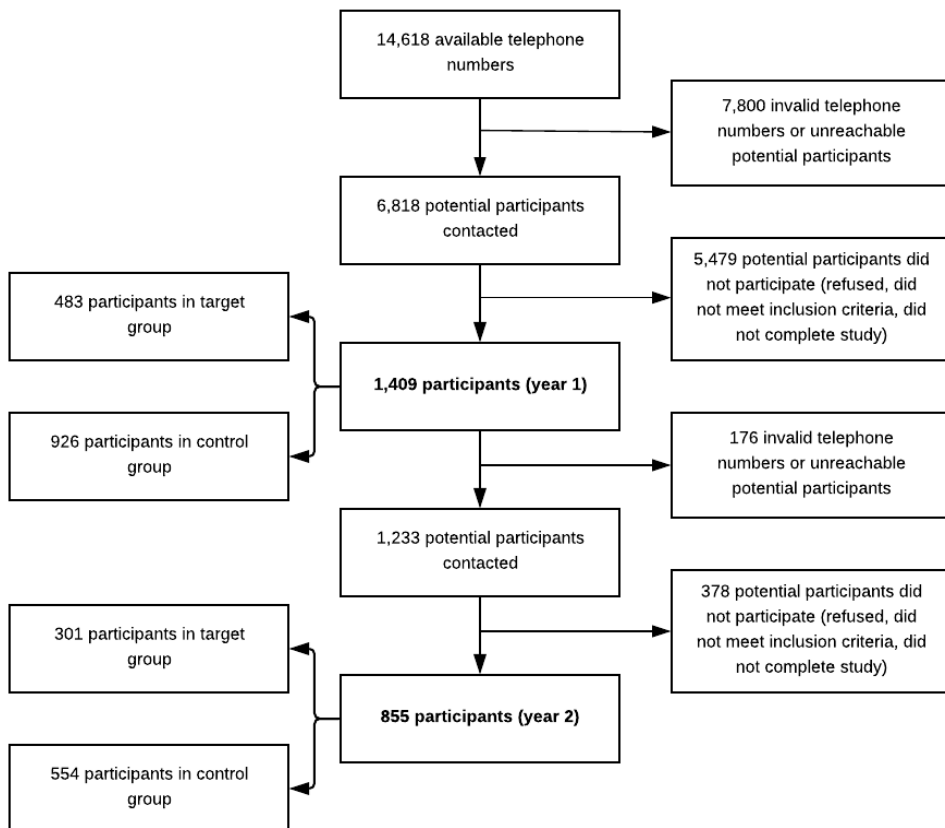 14,618 available telephone
numbers
7,800 invalid telephone
numbers or unreachable
potential participants
6,818 potential participants
contacted
5,479 potential participants did
not participate (refused, did
not meet inclusion criteria, did
not complete study)
483 participants in target
group
1,409 participants (year 1)
926 participants in control
group
176 invalid telephone
numbers or unreachable
potential participants
1,233 potential participants
contacted
378 potential participants did
not participate (refused, did
not meet inclusion criteria, did
not complete study)
301 participants in target
group
855 participants (year 2)
554 participants in control
group